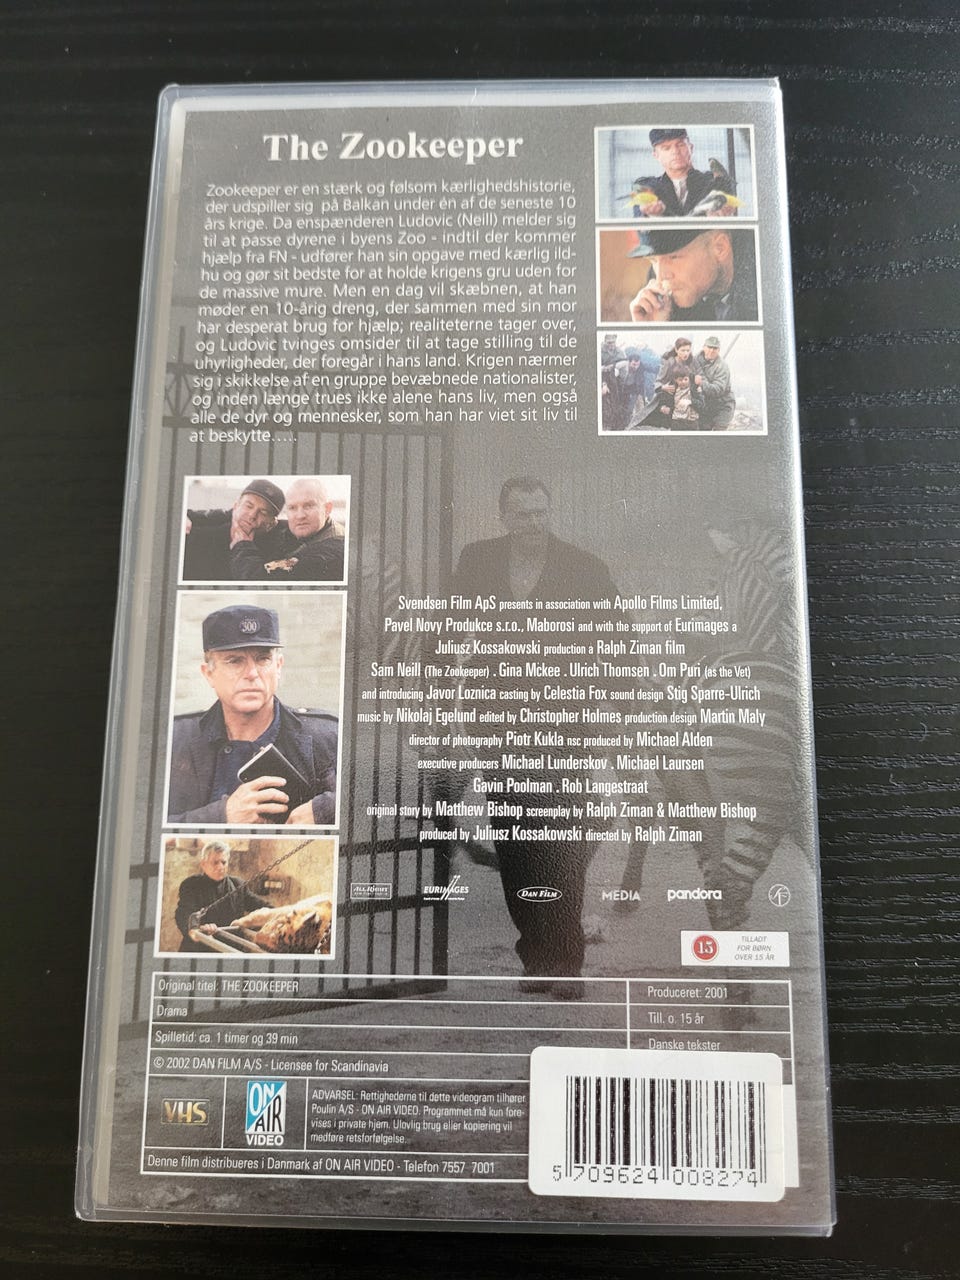 The Zookeeper
Zookeeper er en stærk og følsom kærlighedshistorie,
der udspiller sig på Balkan under én af de seneste 10
års krige. Da enspænderen Ludovic (Neill) melder sig
til at passe dyrene i byens Zoo - indtil der kommer
hjælp fra FN - udfører han sin opgave med kærlig ild-
hu og gør sit bedste for at holde krigens gru uden for
de massive mure. Men en dag vil skæbnen, at han
møder en 10-årig dreng, der sammen med sin mor
har desperat brug for hjælp; realiteterne tager over,
og Ludovic tvinges omsider til at tage stilling til de
uhyrligheder, der foregår i hans land. Krigen nærmer
sig i skikkelse af en gruppe bevæbnede nationalister,
og inden længe trues ikke alene hans liv, men også
alle de dyr og mennesker, som han har viet sit liv til
at beskytte.....
300
Svendsen Film ApS presents in association with Apollo Films Limited,
Pavel Novy Produkce s.r.o., Maborosi and with the support of Eurimages a
Juliusz Kossakowski production a Ralph Ziman film
Sam Neill (The Zookeeper) . Gina Mckee . Ulrich Thomsen . Om Puri (as the Vet)
and introducing Javor Loznica casting by Celestia Fox sound design Stig Sparre-Ulrich
music by Nikolaj Egelund edited by Christopher Holmes production design Martin Maly
director of photography Piotr Kukla nsc produced by Michael Alden
executive producers Michael Lunderskov . Michael Laursen
Gavin Poolman . Rob Langestraat
original story by Matthew Bishop screenplay by Ralph Ziman & Matthew Bishop
produced by Juliusz Kossakowski directed by Ralph Ziman
ALL RIGHT
EURIMAGES
DAN FILM
MEDIA
pandora
15
TILLADT
FOR BØRN
OVER 15 ÅR
Original titel: THE ZOOKEEPER
Produceret: 2001
Drama
Till. o. 15 år
Spilletid: ca. 1 timer og 39 min
Danske tekster
© 2002 DAN FILM A/S - Licensee for Scandinavia
VHS
ON
AIR
VIDEO
ADVARSEL: Rettighederne til dette videogram tilhører
Poulin A/S - ON AIR VIDEO. Programmet må kun fore-
vises i private hjem. Ulovlig brug eller kopiering vil
medføre retsforfølgelse.
Denne film distribueres i Danmark af ON AIR VIDEO - Telefon 7557 7001
5 709624 008274